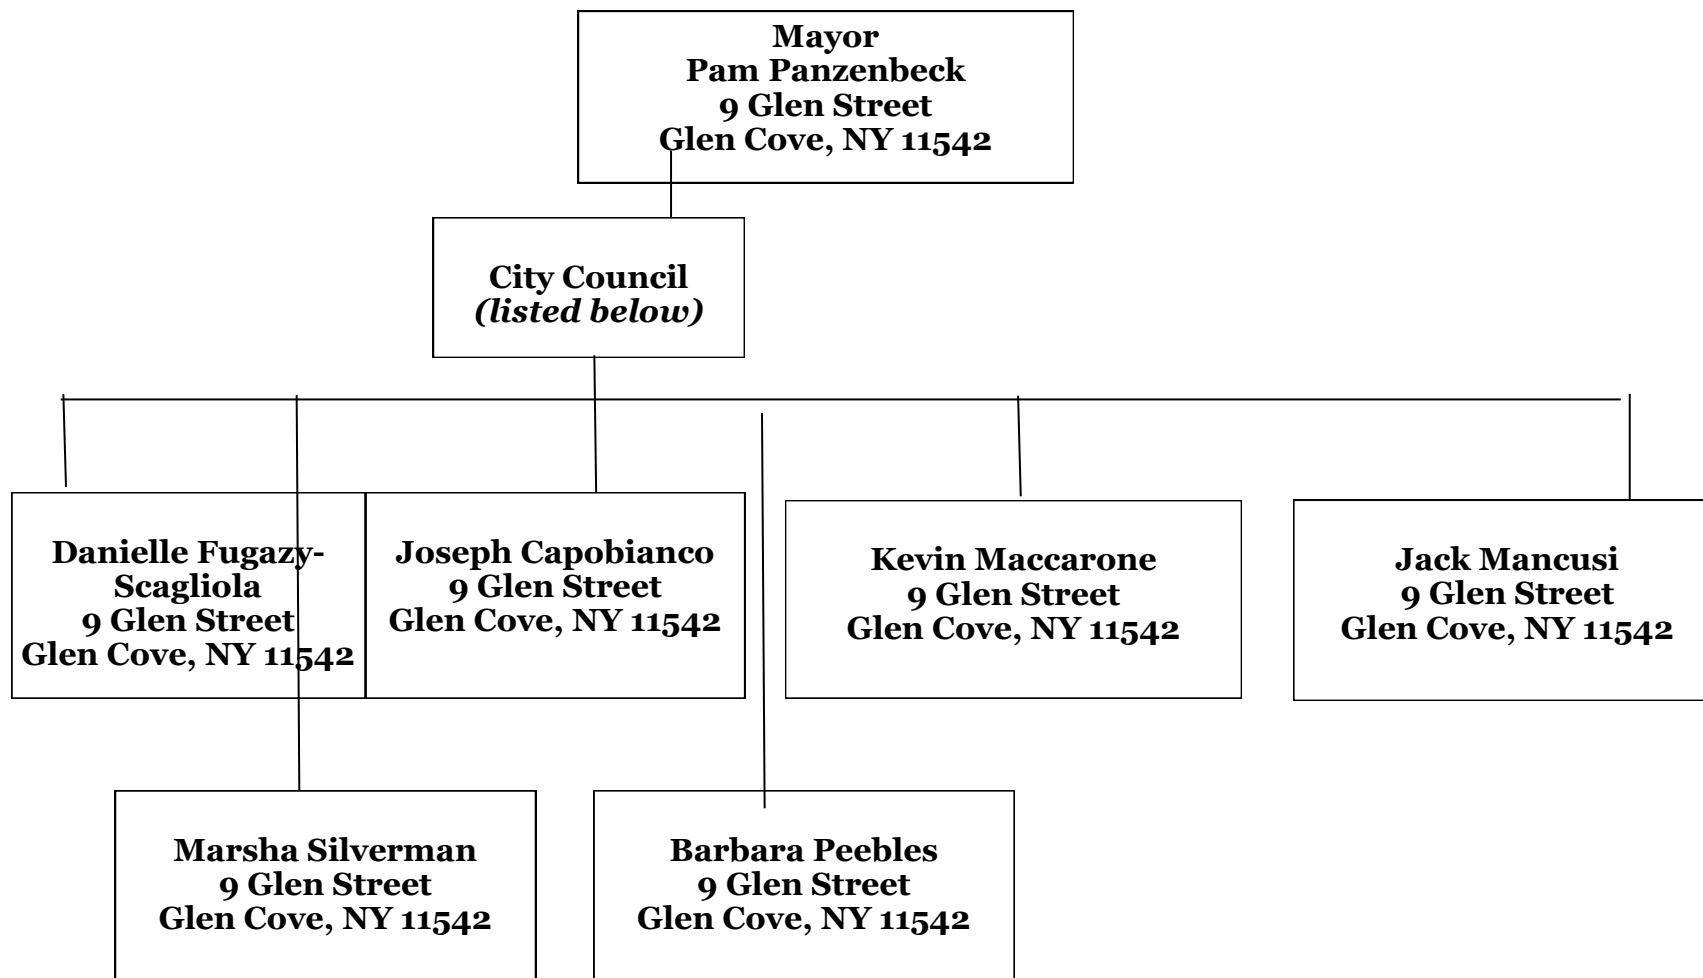 Mayor
Pam Panzenbeck
9 Glen Street
Glen Cove, NY 11542
City Council
(listed below)
Danielle Fugazy-
Scagliola
9 Glen Street
Glen Cove, NY 11542
Joseph Capobianco
9 Glen Street
Glen Cove, NY 11542
Kevin Maccarone
9 Glen Street
Glen Cove, NY 11542
Jack Mancusi
9 Glen Street
Glen Cove, NY 11542
Marsha Silverman
9 Glen Street
Glen Cove, NY 11542
Barbara Peebles
9 Glen Street
Glen Cove, NY 11542